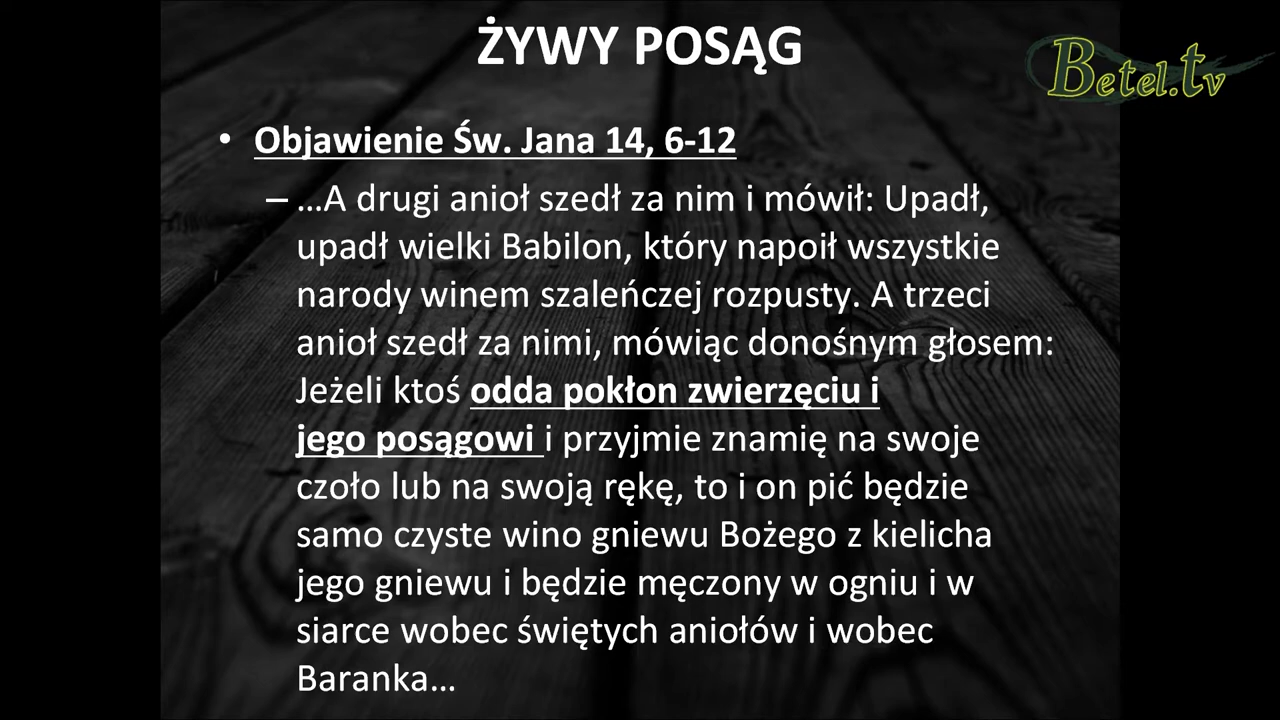 ŻYWY POSĄG
Betel.tv
• Objawienie Św. Jana 14, 6-12
– …A drugi anioł szedł za nim i mówił: Upadł,
upadł wielki Babilon, który napoił wszystkie
narody winem szaleńczej rozpusty. A trzeci
anioł szedł za nimi, mówiąc donośnym głosem:
Jeżeli ktoś odda pokłon zwierzęciu i
jego posągowi i przyjmie znamię na swoje
czoło lub na swoją rękę, to i on pić będzie
samo czyste wino gniewu Bożego z kielicha
jego gniewu i będzie męczony w ogniu i w
siarce wobec świętych aniołów i wobec
Baranka…